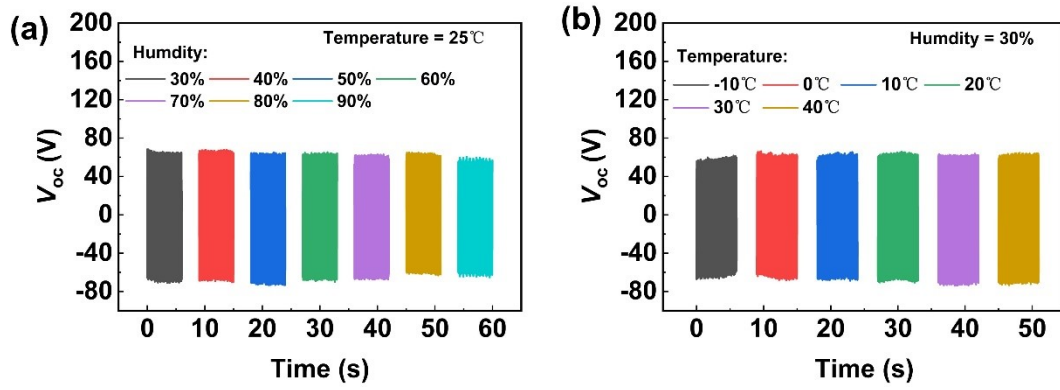 (a)
200
160
120
80
40
0
-40
-80
Voc (V)
Temperature = 25℃
Humdity:
30% 40% 50% 60%
70% 80% 90%
0 10 20 30 40 50 60
Time (s)
(b)
200
160
120
80
40
0
-40
-80
Voc (V)
Humdity = 30%
Temperature:
-10℃ 0℃ 10℃ 20℃
30℃ 40℃
0 10 20 30 40 50
Time (s)